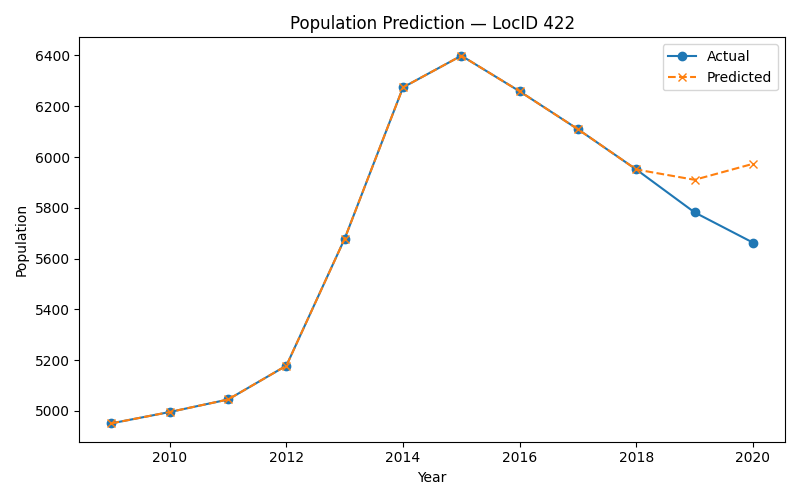 Population Prediction — LocID 422
Actual
Predicted
Population
6400
6200
6000
5800
5600
5400
5200
5000
2010 2012 2014 2016 2018 2020
Year